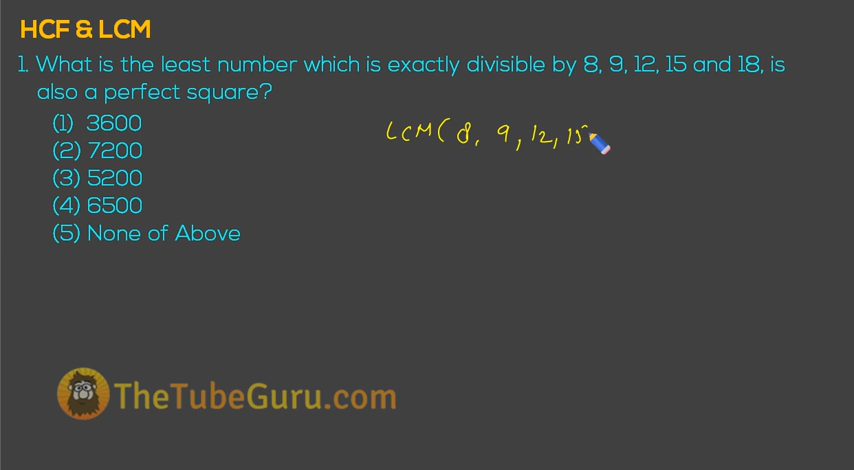 HCF & LCM
1. What is the least number which is exactly divisible by 8, 9, 12, 15 and 18, is
also a perfect square?
(1) 3600
(2) 7200
(3) 5200
(4) 6500
(5) None of Above
LCM( 8, 9, 12, 15
TheTubeGuru.com